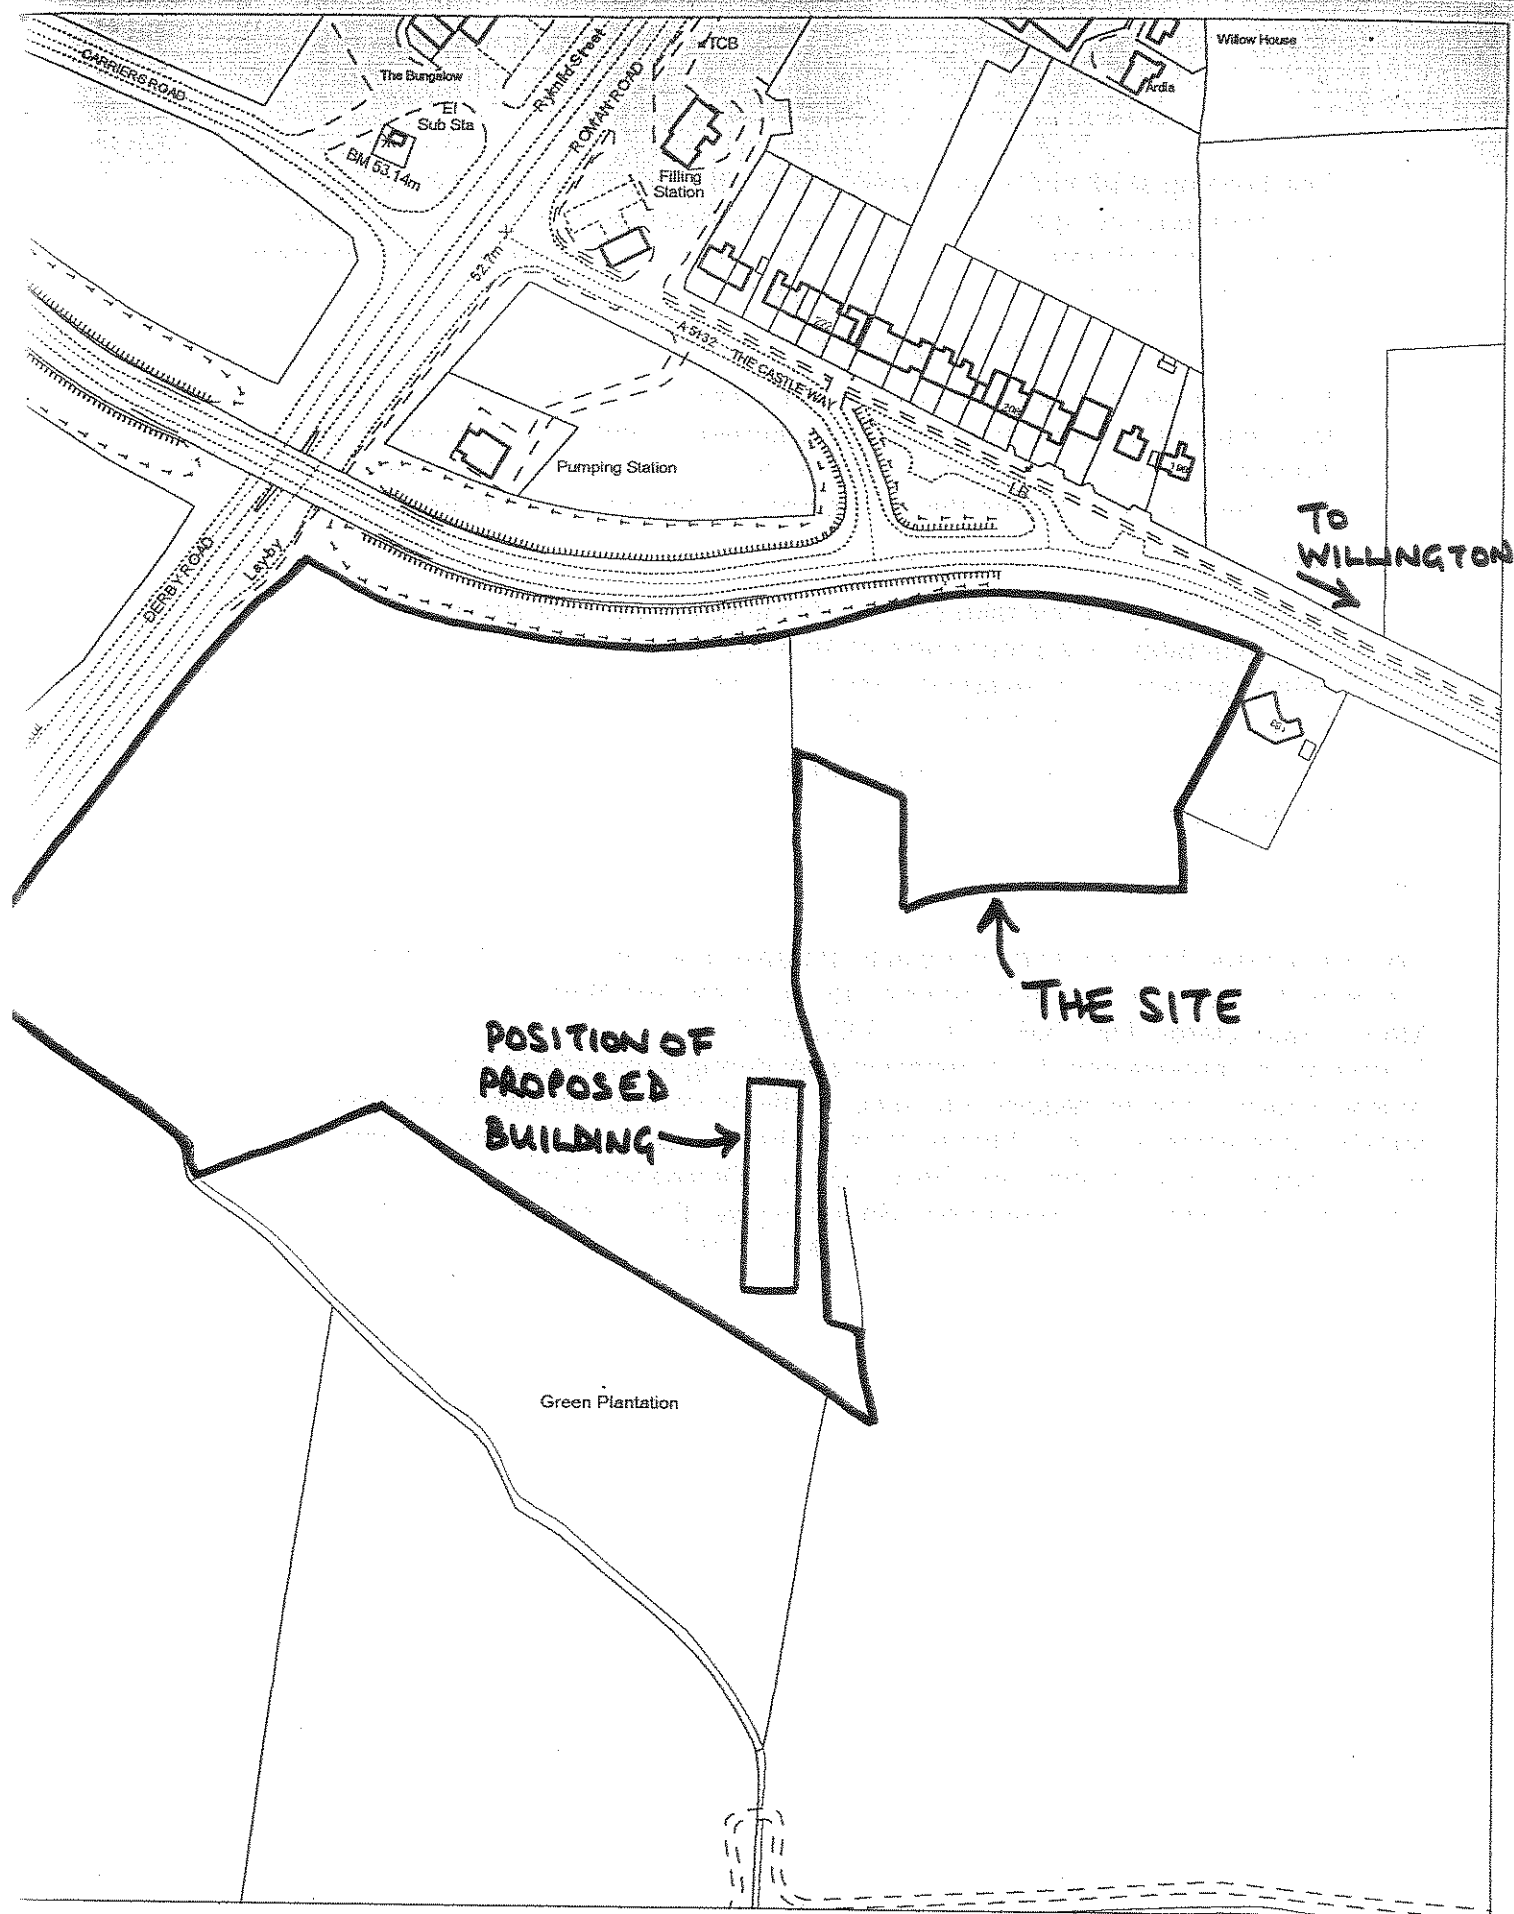 CARRIERS ROAD
The Bungalow
El
Sub Sta
BM 53.14m
Ryknild Street
ROMAN ROAD
TCB
Filling
Station
Willow House
Ardla
52.7m
A 5132
THE CASTLE WAY
Pumping Station
LB
TO
WILLINGTON
DERBY ROAD
Layby
THE SITE
POSITION OF
PROPOSED
BUILDING
Green Plantation